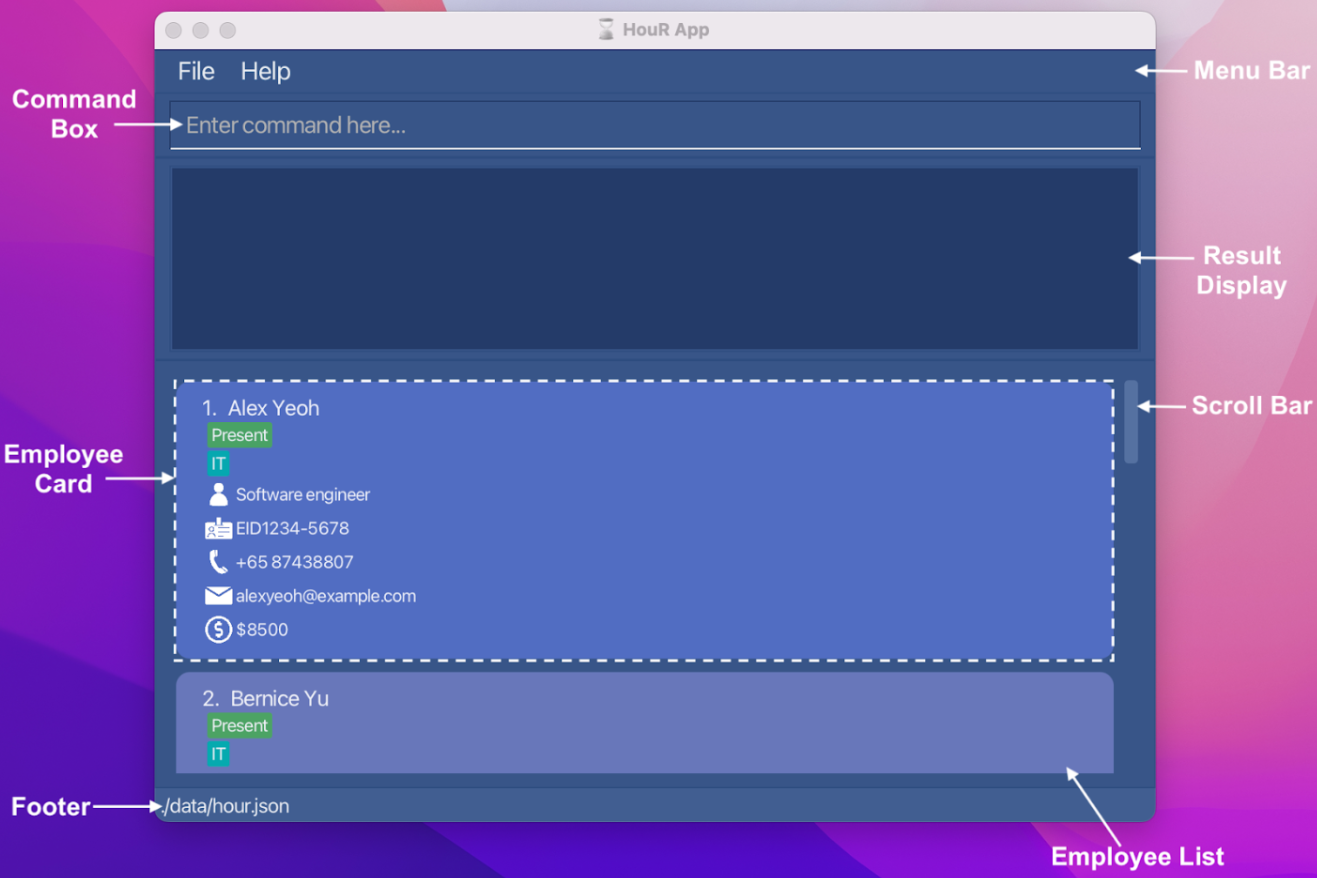 HouR App
File Help
Menu Bar
Command
Box
Enter command here...
Result
Display
Scroll Bar
Employee
Card
1. Alex Yeoh
Present
IT
Software engineer
EID1234-5678
+65 87438807
alexyeoh@example.com
$8500
2. Bernice Yu
Present
IT
Footer
./data/hour.json
Employee List